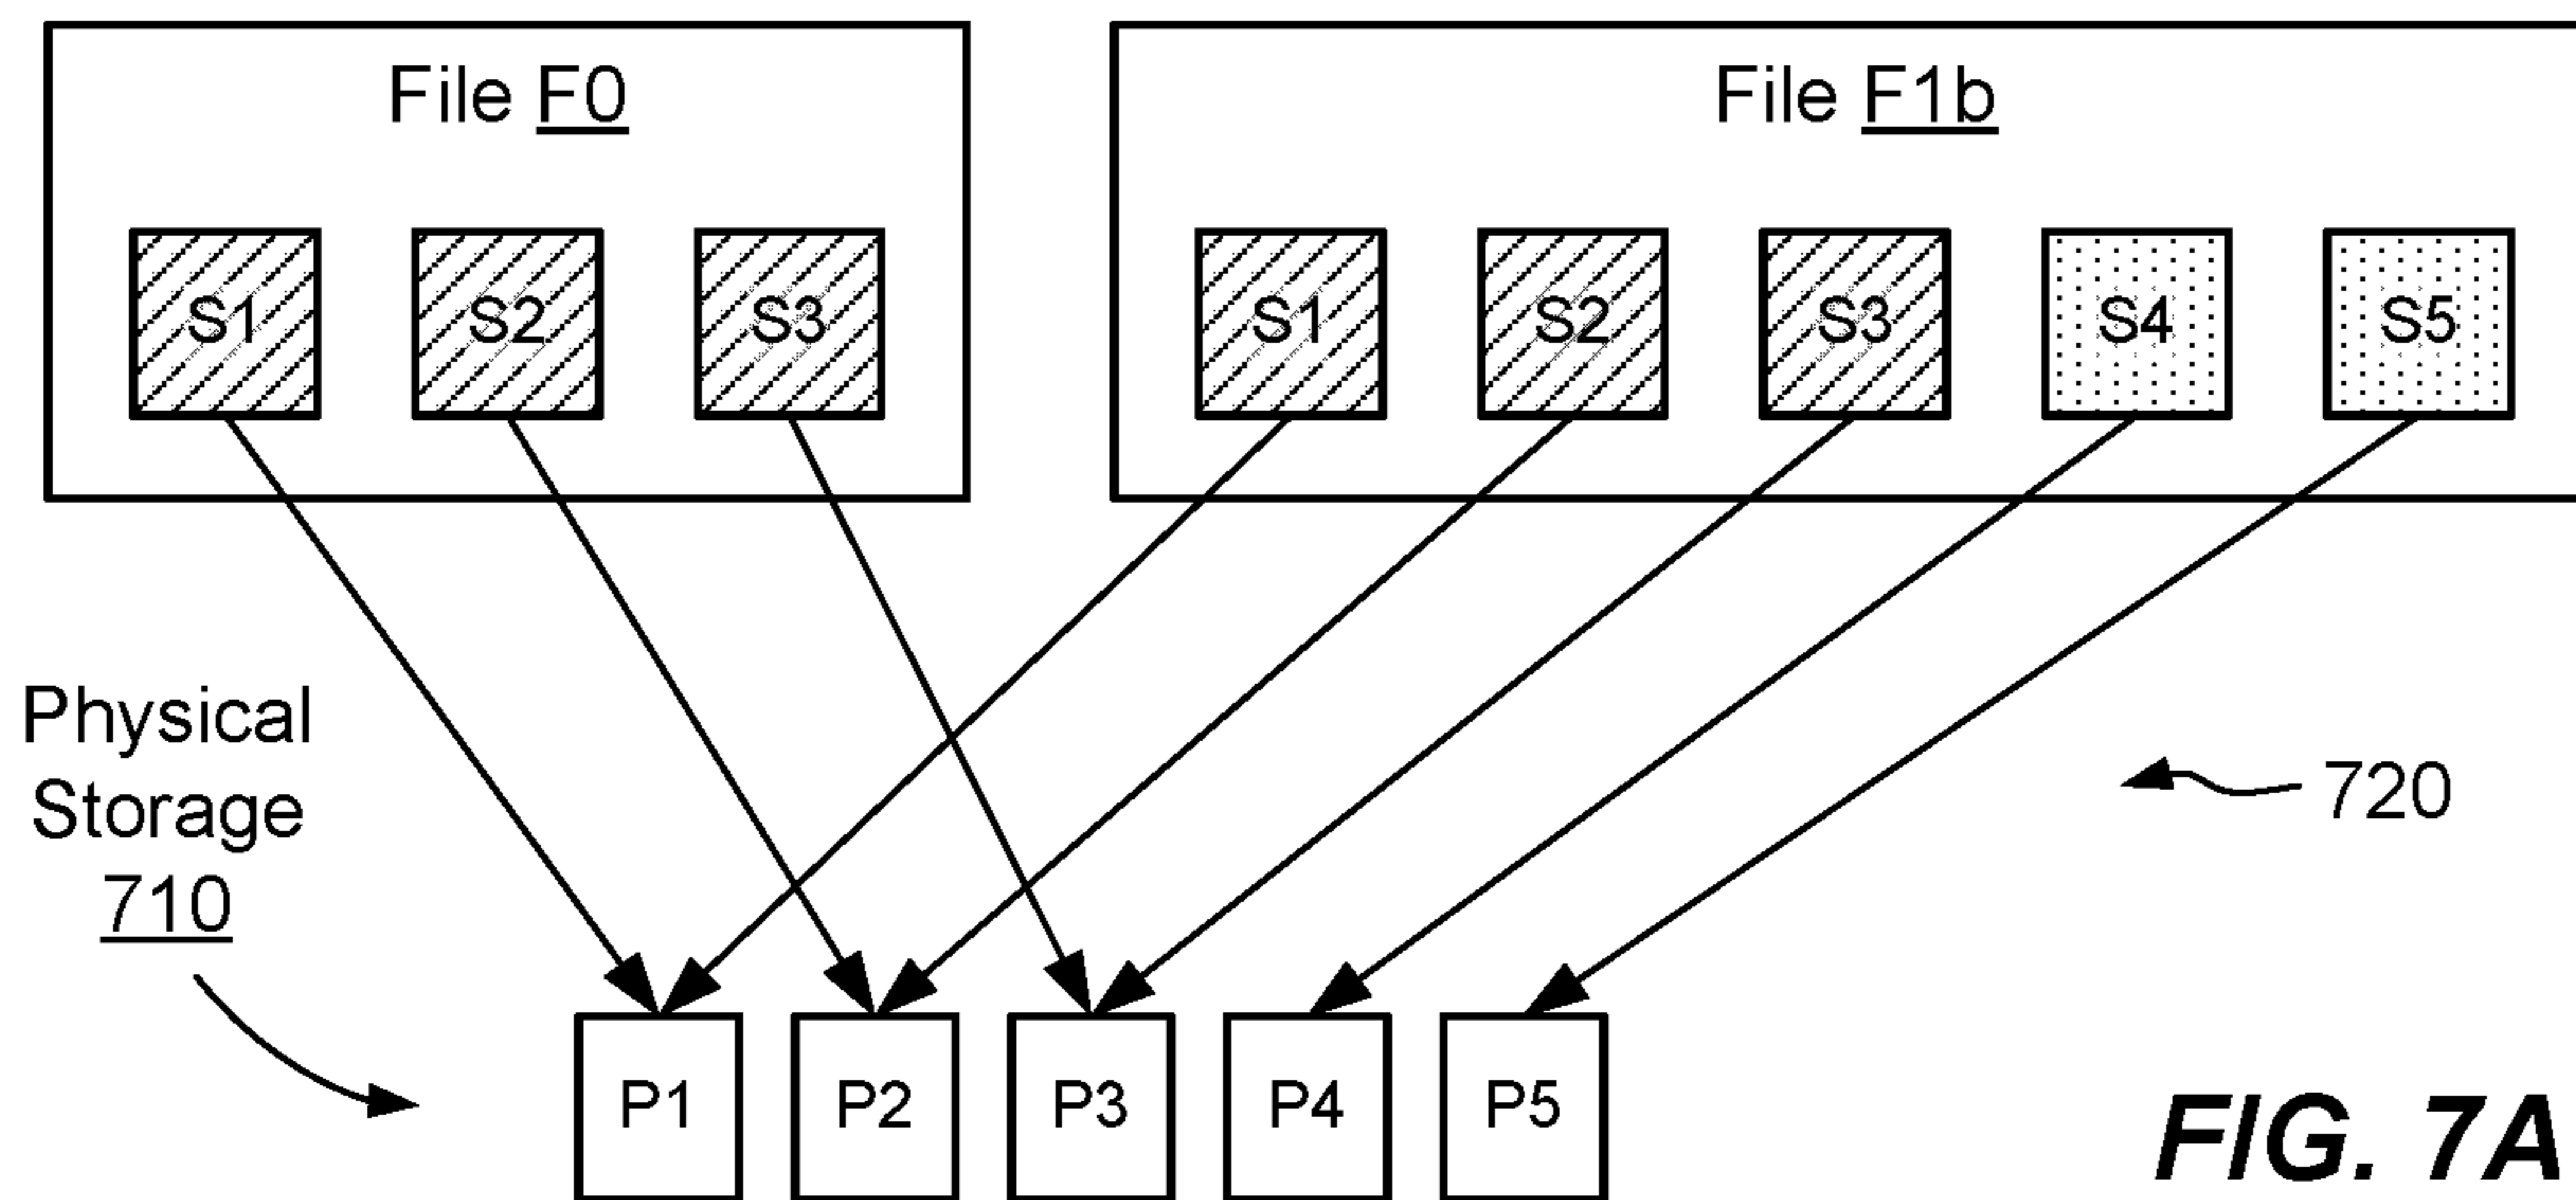 File F0
File F1b
S1 S2 S3
S1 S2 S3 S4 S5
Physical
Storage
710
720
P1 P2 P3 P4 P5
FIG. 7A